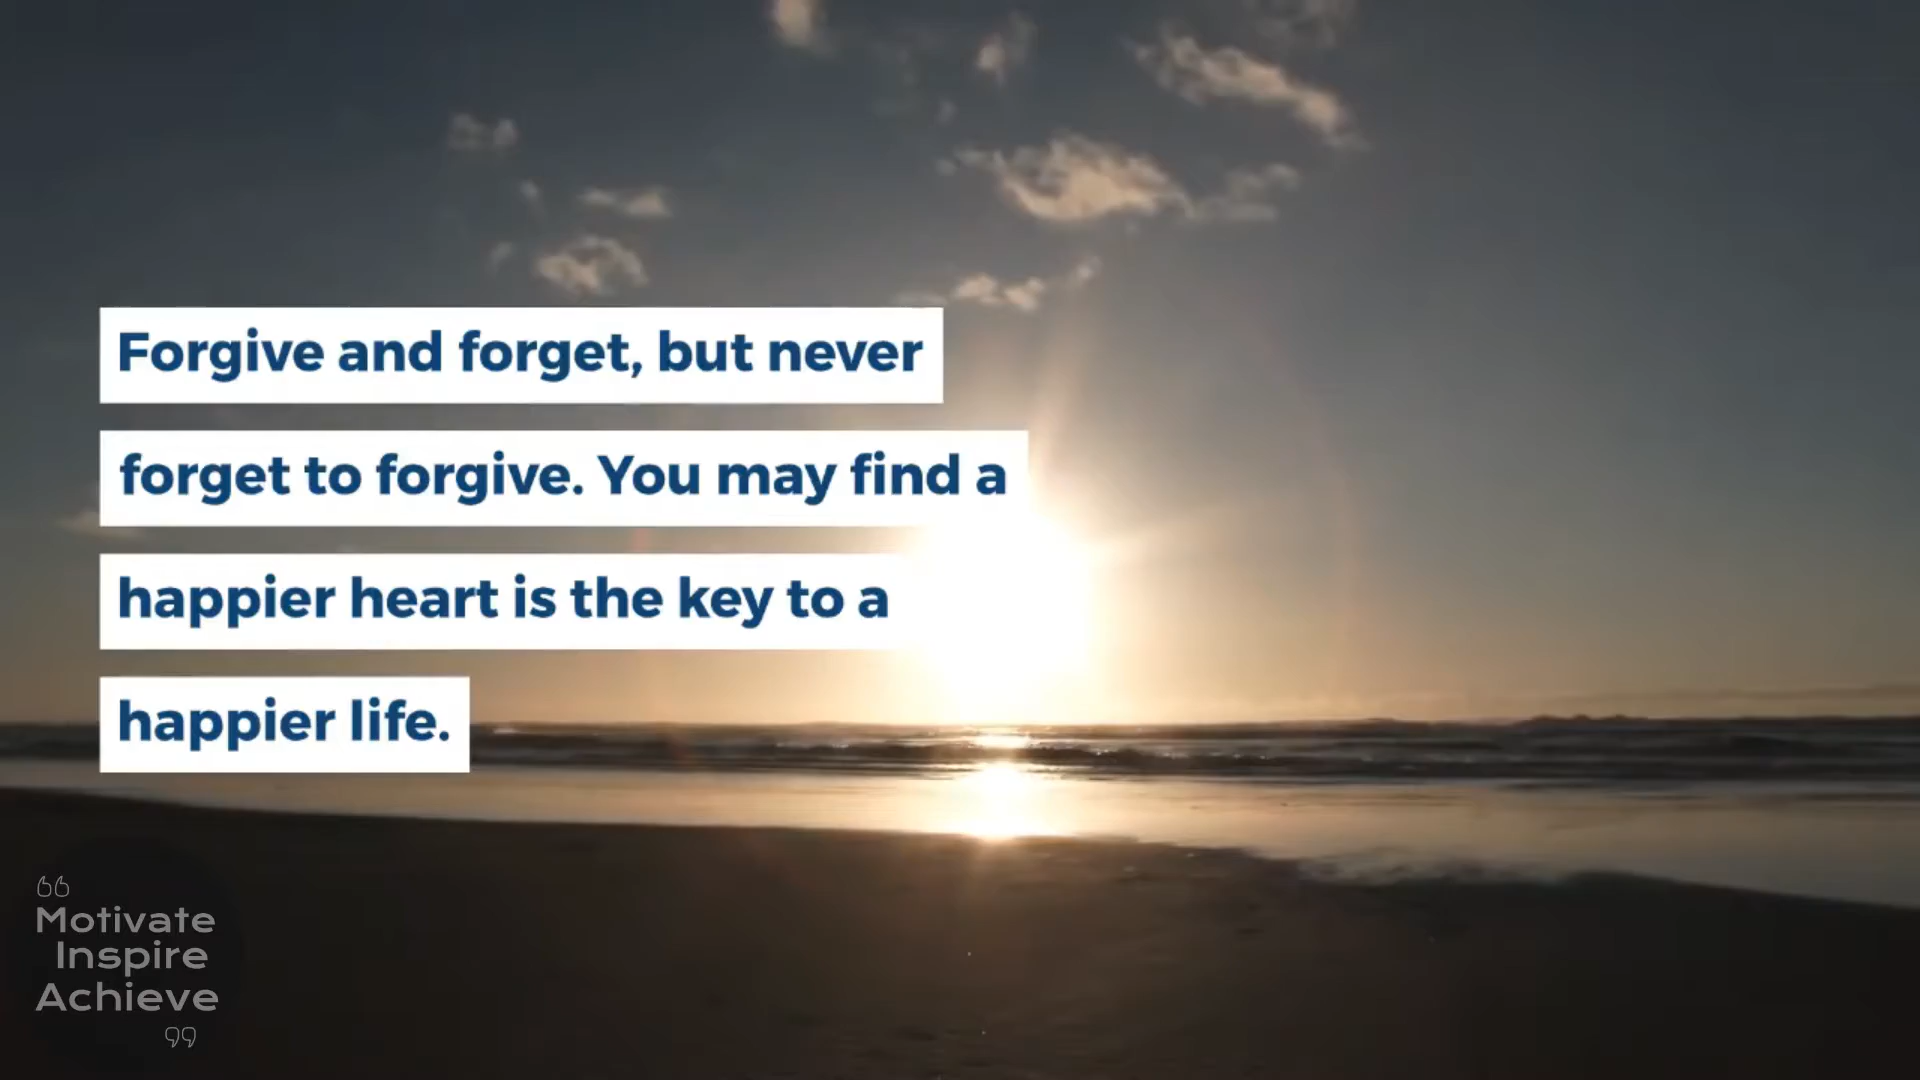 Forgive and forget, but never
forget to forgive. You may find a
happier heart is the key to a
happier life.
“
Motivate
Inspire
Achieve
”